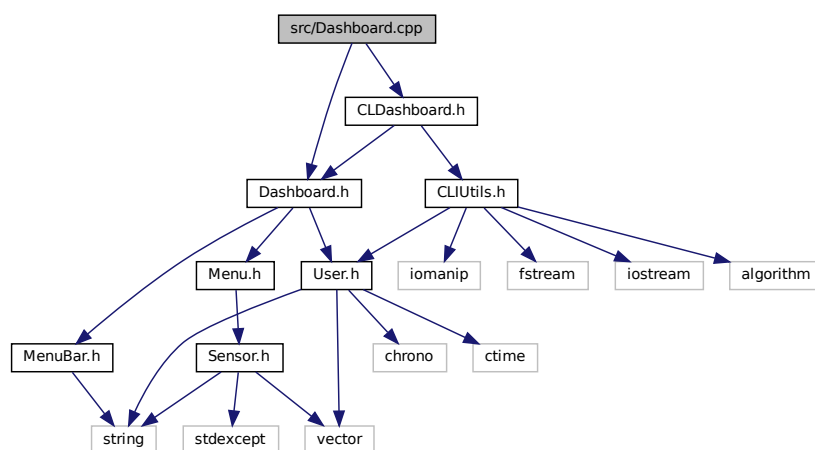 src/Dashboard.cpp
CLDashboard.h
Dashboard.h
CLIUtils.h
Menu.h
User.h
iomanip
fstream
iostream
algorithm
MenuBar.h
Sensor.h
chrono
ctime
string
stdexcept
vector